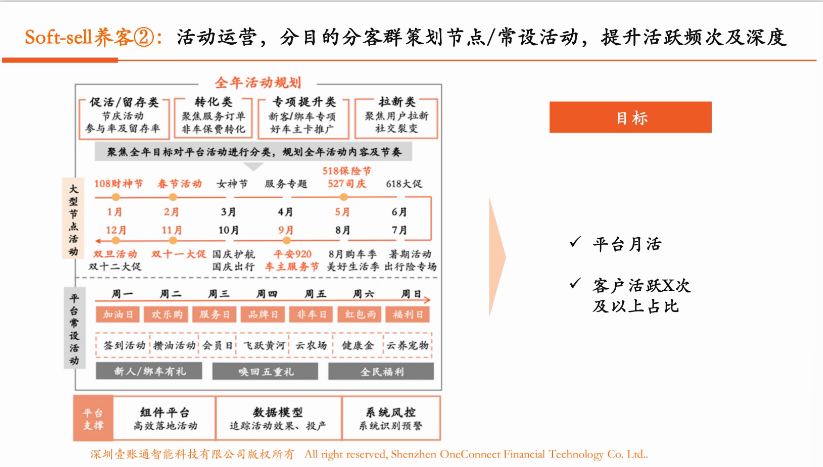 Soft-sell养客②：活动运营，分目的分客群策划节点/常设活动，提升活跃频次及深度
全年活动规划
促活/留存类
节庆活动
参与率及留存率
转化类
聚焦服务订单
非车保费转化
专项提升类
新客/绑车专项
好车主卡推广
拉新类
聚焦用户拉新
社交裂变
聚焦全年目标对平台活动进行分类，规划全年活动内容及节奏
大型节点活动
108财神节 春节活动 女神节 服务专题 518保险节 527司庆 618大促
1月 2月 3月 4月 5月 6月
12月 11月 10月 9月 8月 7月
双旦活动 双十一大促 国庆护航 平安920 8月购车季 暑期活动
双十二大促 国庆出行 车主服务节 美好生活季 出行险专场
平台常设活动
周一 周二 周三 周四 周五 周六 周日
加油日 欢乐购 服务日 品牌日 非车日 红包雨 福利日
签到活动 攒油活动 会员日 飞跃黄河 云农场 健康金 云养宠物
新人/绑车有礼 唤回五重礼 全民福利
平台
支撑
组件平台
高效落地活动
数据模型
追踪活动效果、投产
系统风控
系统识别预警
目标
✓ 平台月活
✓ 客户活跃X次
及以上占比
深圳壹账通智能科技有限公司版权所有 All right reserved, Shenzhen OneConnect Financial Technology Co. Ltd..